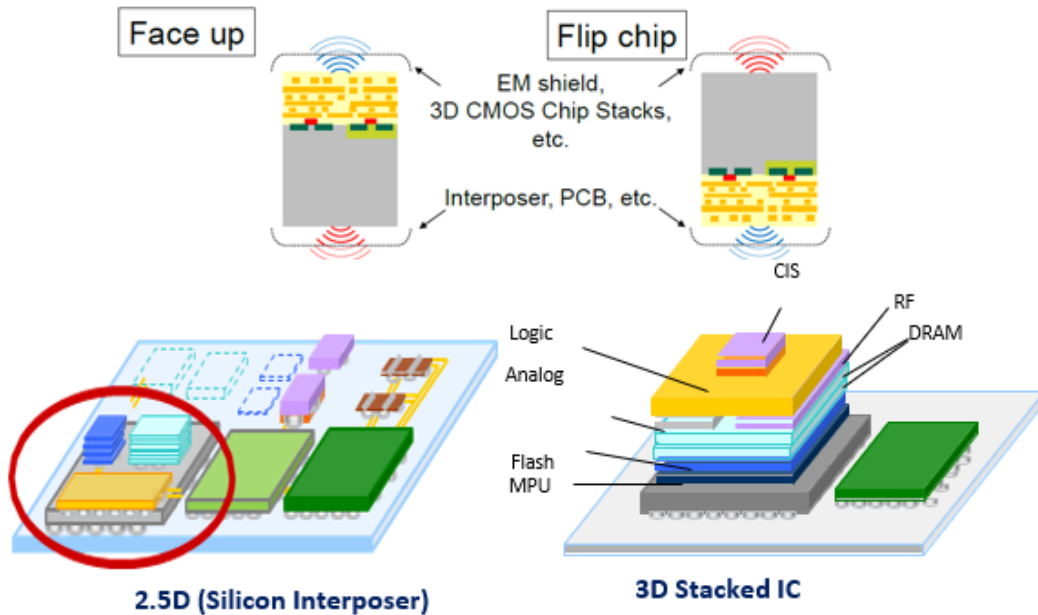 Face up
Flip chip
EM shield,
3D CMOS Chip Stacks,
etc.
Interposer, PCB, etc.
CIS
RF
Logic
DRAM
Analog
Flash
MPU
2.5D (Silicon Interposer)
3D Stacked IC